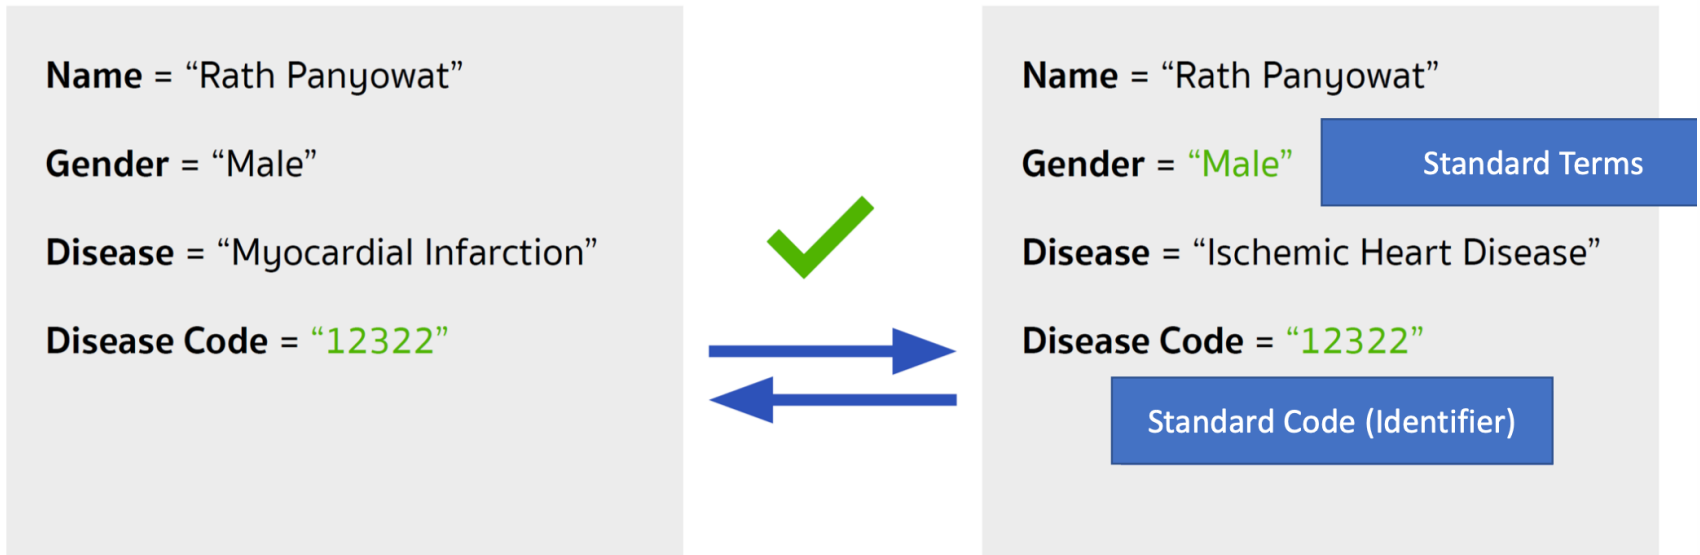 Name = “Rath Panyowat”
Gender = “Male”
Disease = “Myocardial Infarction”
Disease Code = “12322”
Name = “Rath Panyowat”
Gender = “Male”
Standard Terms
Disease = “Ischemic Heart Disease”
Disease Code = “12322”
Standard Code (Identifier)